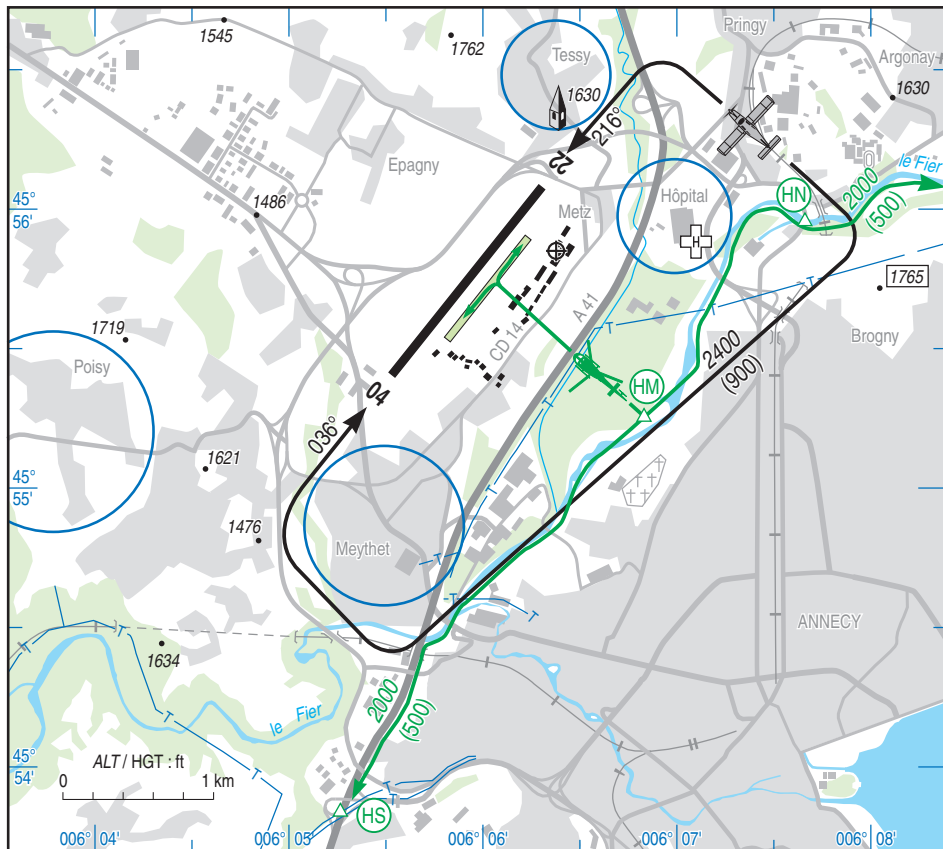 1545
1762
Tessy
Pringy
Argonay
1630
1630
216°
22
Epagny
le Fier
2000
(500)
HN
45°
56'
1486
Metz
Hôpital
H
1765
1719
Poisy
CD 14
A 41
2400
(900)
Brogny
HM
04
036°
T
1621
45°
55'
1476
Meythet
T
T
ANNECY
1634
T
le Fier
2000
(500)
45°
54'
ALT / HGT : ft
0 1 km
T
T
T
HS
006° 04' 006° 05' 006° 06' 006° 07' 006° 08'